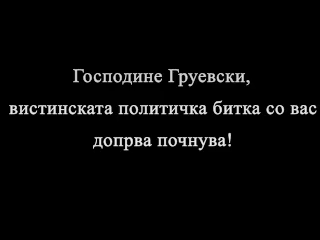 Господине Груевски,
вистинската политичка битка со вас
допрва почнува!